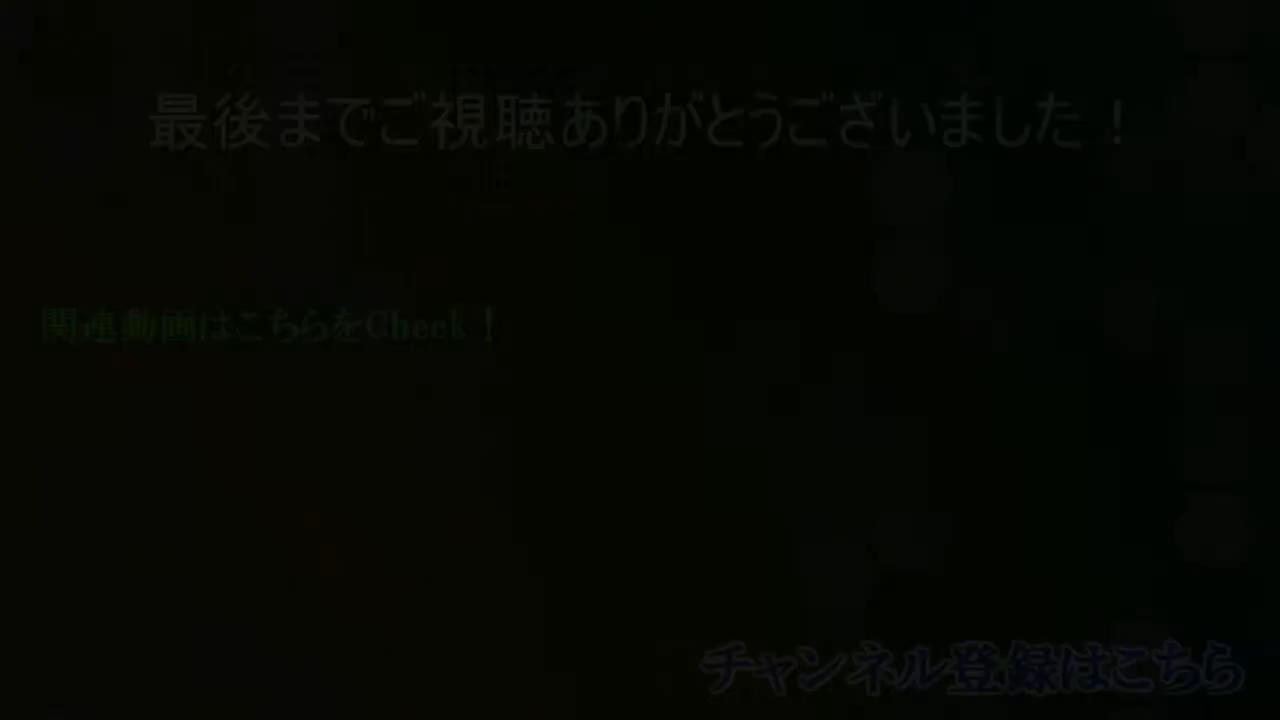 最後までご視聴ありがとうございました！
関連動画はこちらをCheck！
チャンネル登録はこちら